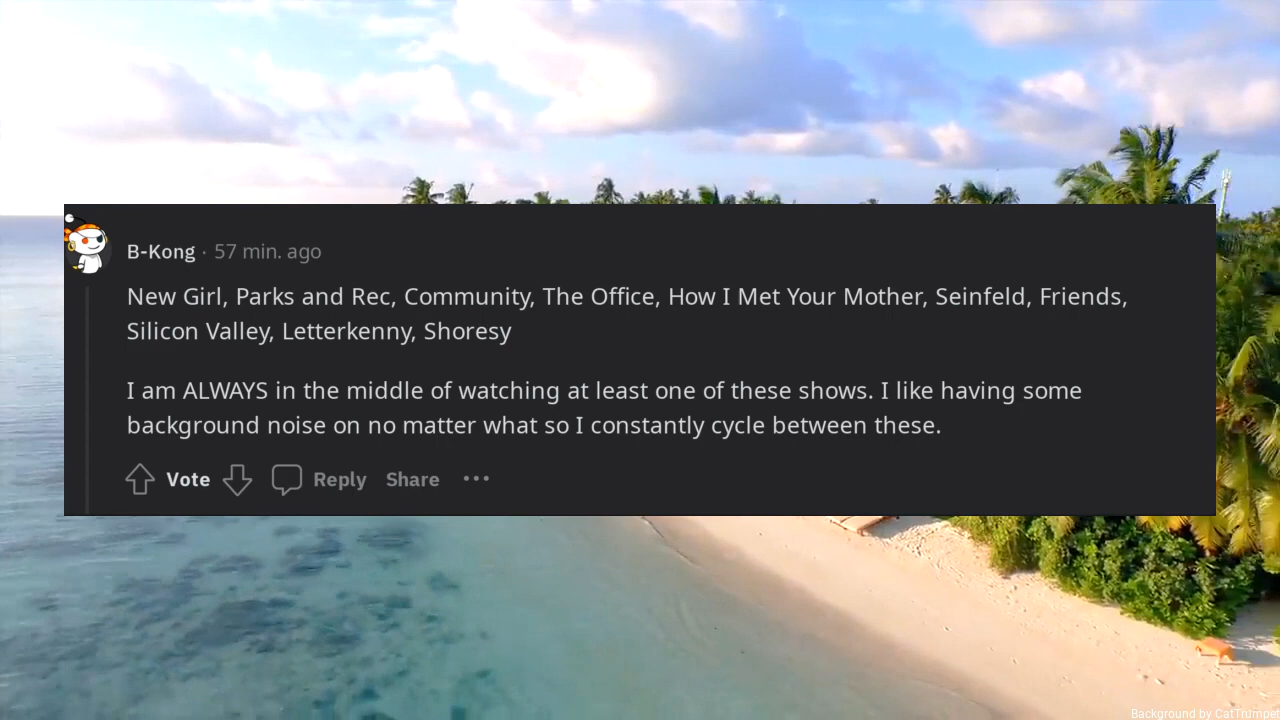 B-Kong · 57 min. ago
New Girl, Parks and Rec, Community, The Office, How I Met Your Mother, Seinfeld, Friends,
Silicon Valley, Letterkenny, Shoresy
I am ALWAYS in the middle of watching at least one of these shows. I like having some
background noise on no matter what so I constantly cycle between these.
Vote Reply Share ···
Background by CatTrumpet